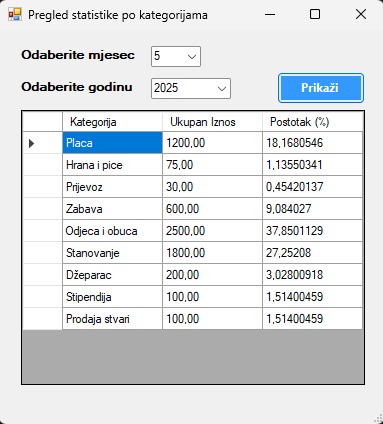 Pregled statistike po kategorijama
Odaberite mjesec 5
Odaberite godinu 2025 Prikaži
Kategorija Ukupan Iznos Postotak (%)
Placa 1200,00 18,1680546
Hrana i pice 75,00 1,13550341
Prijevoz 30,00 0,45420137
Zabava 600,00 9,084027
Odjeca i obuca 2500,00 37,8501129
Stanovanje 1800,00 27,25208
Džeparac 200,00 3,02800918
Stipendija 100,00 1,51400459
Prodaja stvari 100,00 1,51400459